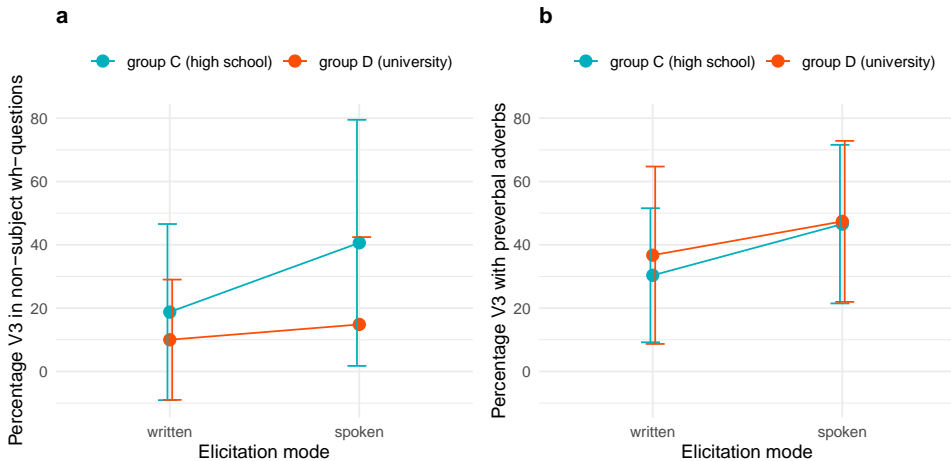 a
group C (high school) group D (university)
Percentage V3 in non−subject wh−questions
80
60
40
20
0
written spoken
Elicitation mode
b
group C (high school) group D (university)
Percentage V3 with preverbal adverbs
80
60
40
20
0
written spoken
Elicitation mode